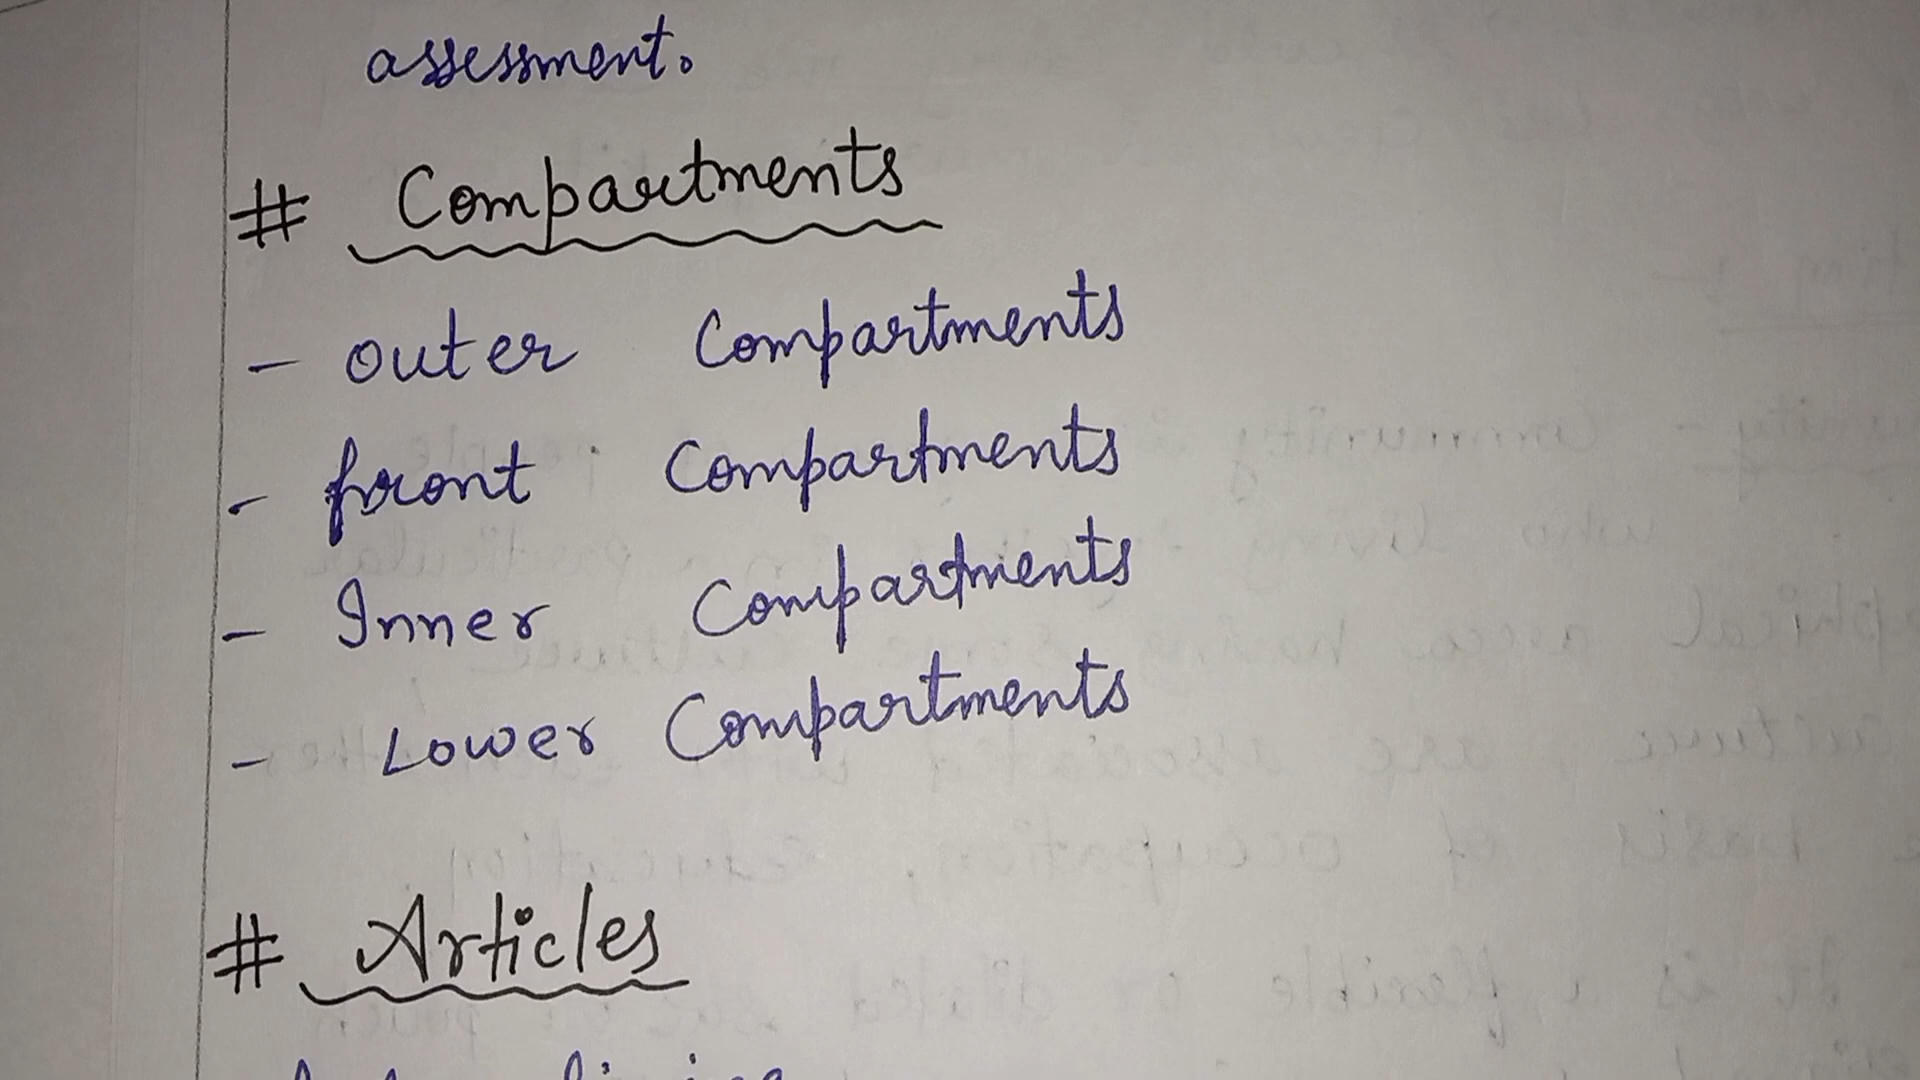 assessment.
# Compartments
- outer Compartments
- front Compartments
- Inner Compartments
- Lower Compartments
# Articles